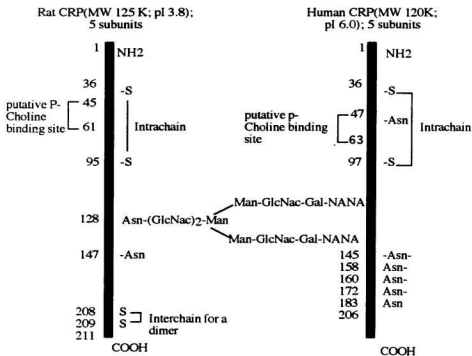 Rat CRP(MW 125 K; pI 3.8);
5 subunits
1
NH2
36
-S
putative P-
Choline
binding site
45
61
Intrachain
95
-S
128
Asn-(GlcNac)2-Man
Man-GlcNac-Gal-NANA
Man-GlcNac-Gal-NANA
147
-Asn
208
S
209
S
Interchain for a
dimer
211
COOH
Human CRP(MW 120K;
pI 6.0); 5 subunits
1
NH2
36
-S
putative p-
Choline binding
site
47
-Asn
Intrachain
63
97
-S
145
-Asn-
158
Asn-
160
Asn-
172
Asn-
183
Asn
206
COOH